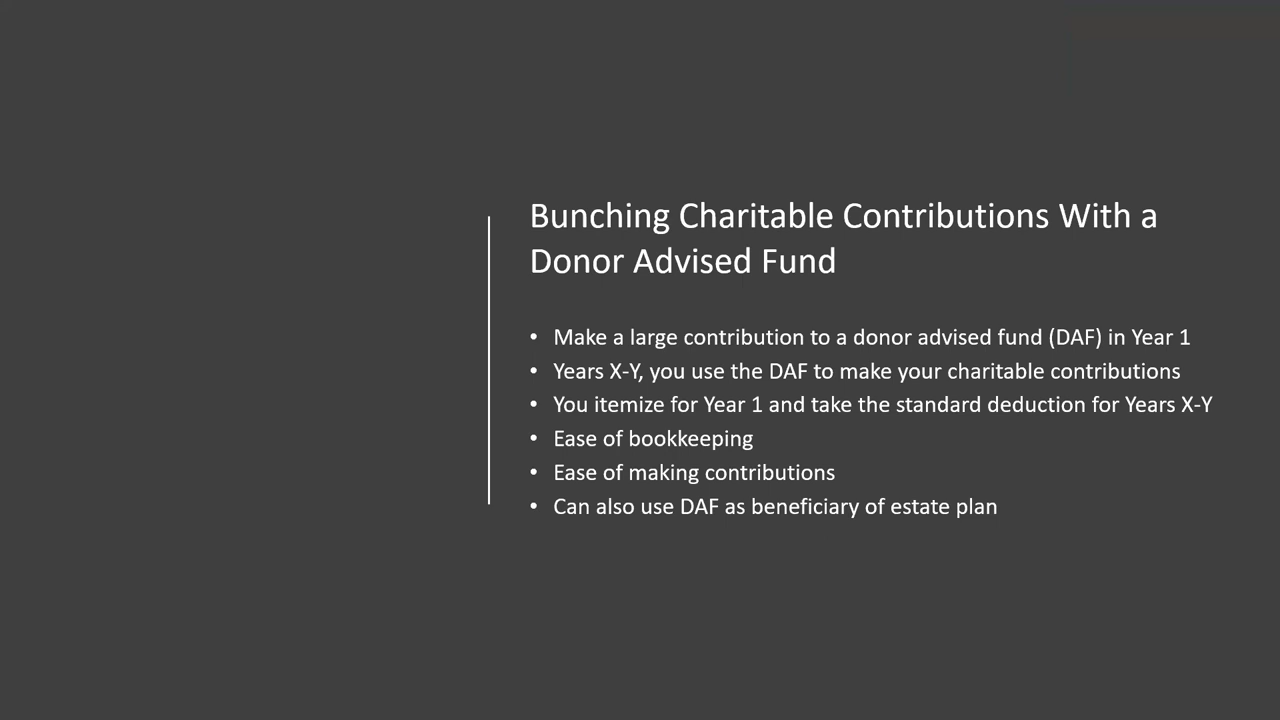 Bunching Charitable Contributions With a
Donor Advised Fund
• Make a large contribution to a donor advised fund (DAF) in Year 1
• Years X-Y, you use the DAF to make your charitable contributions
• You itemize for Year 1 and take the standard deduction for Years X-Y
• Ease of bookkeeping
• Ease of making contributions
• Can also use DAF as beneficiary of estate plan